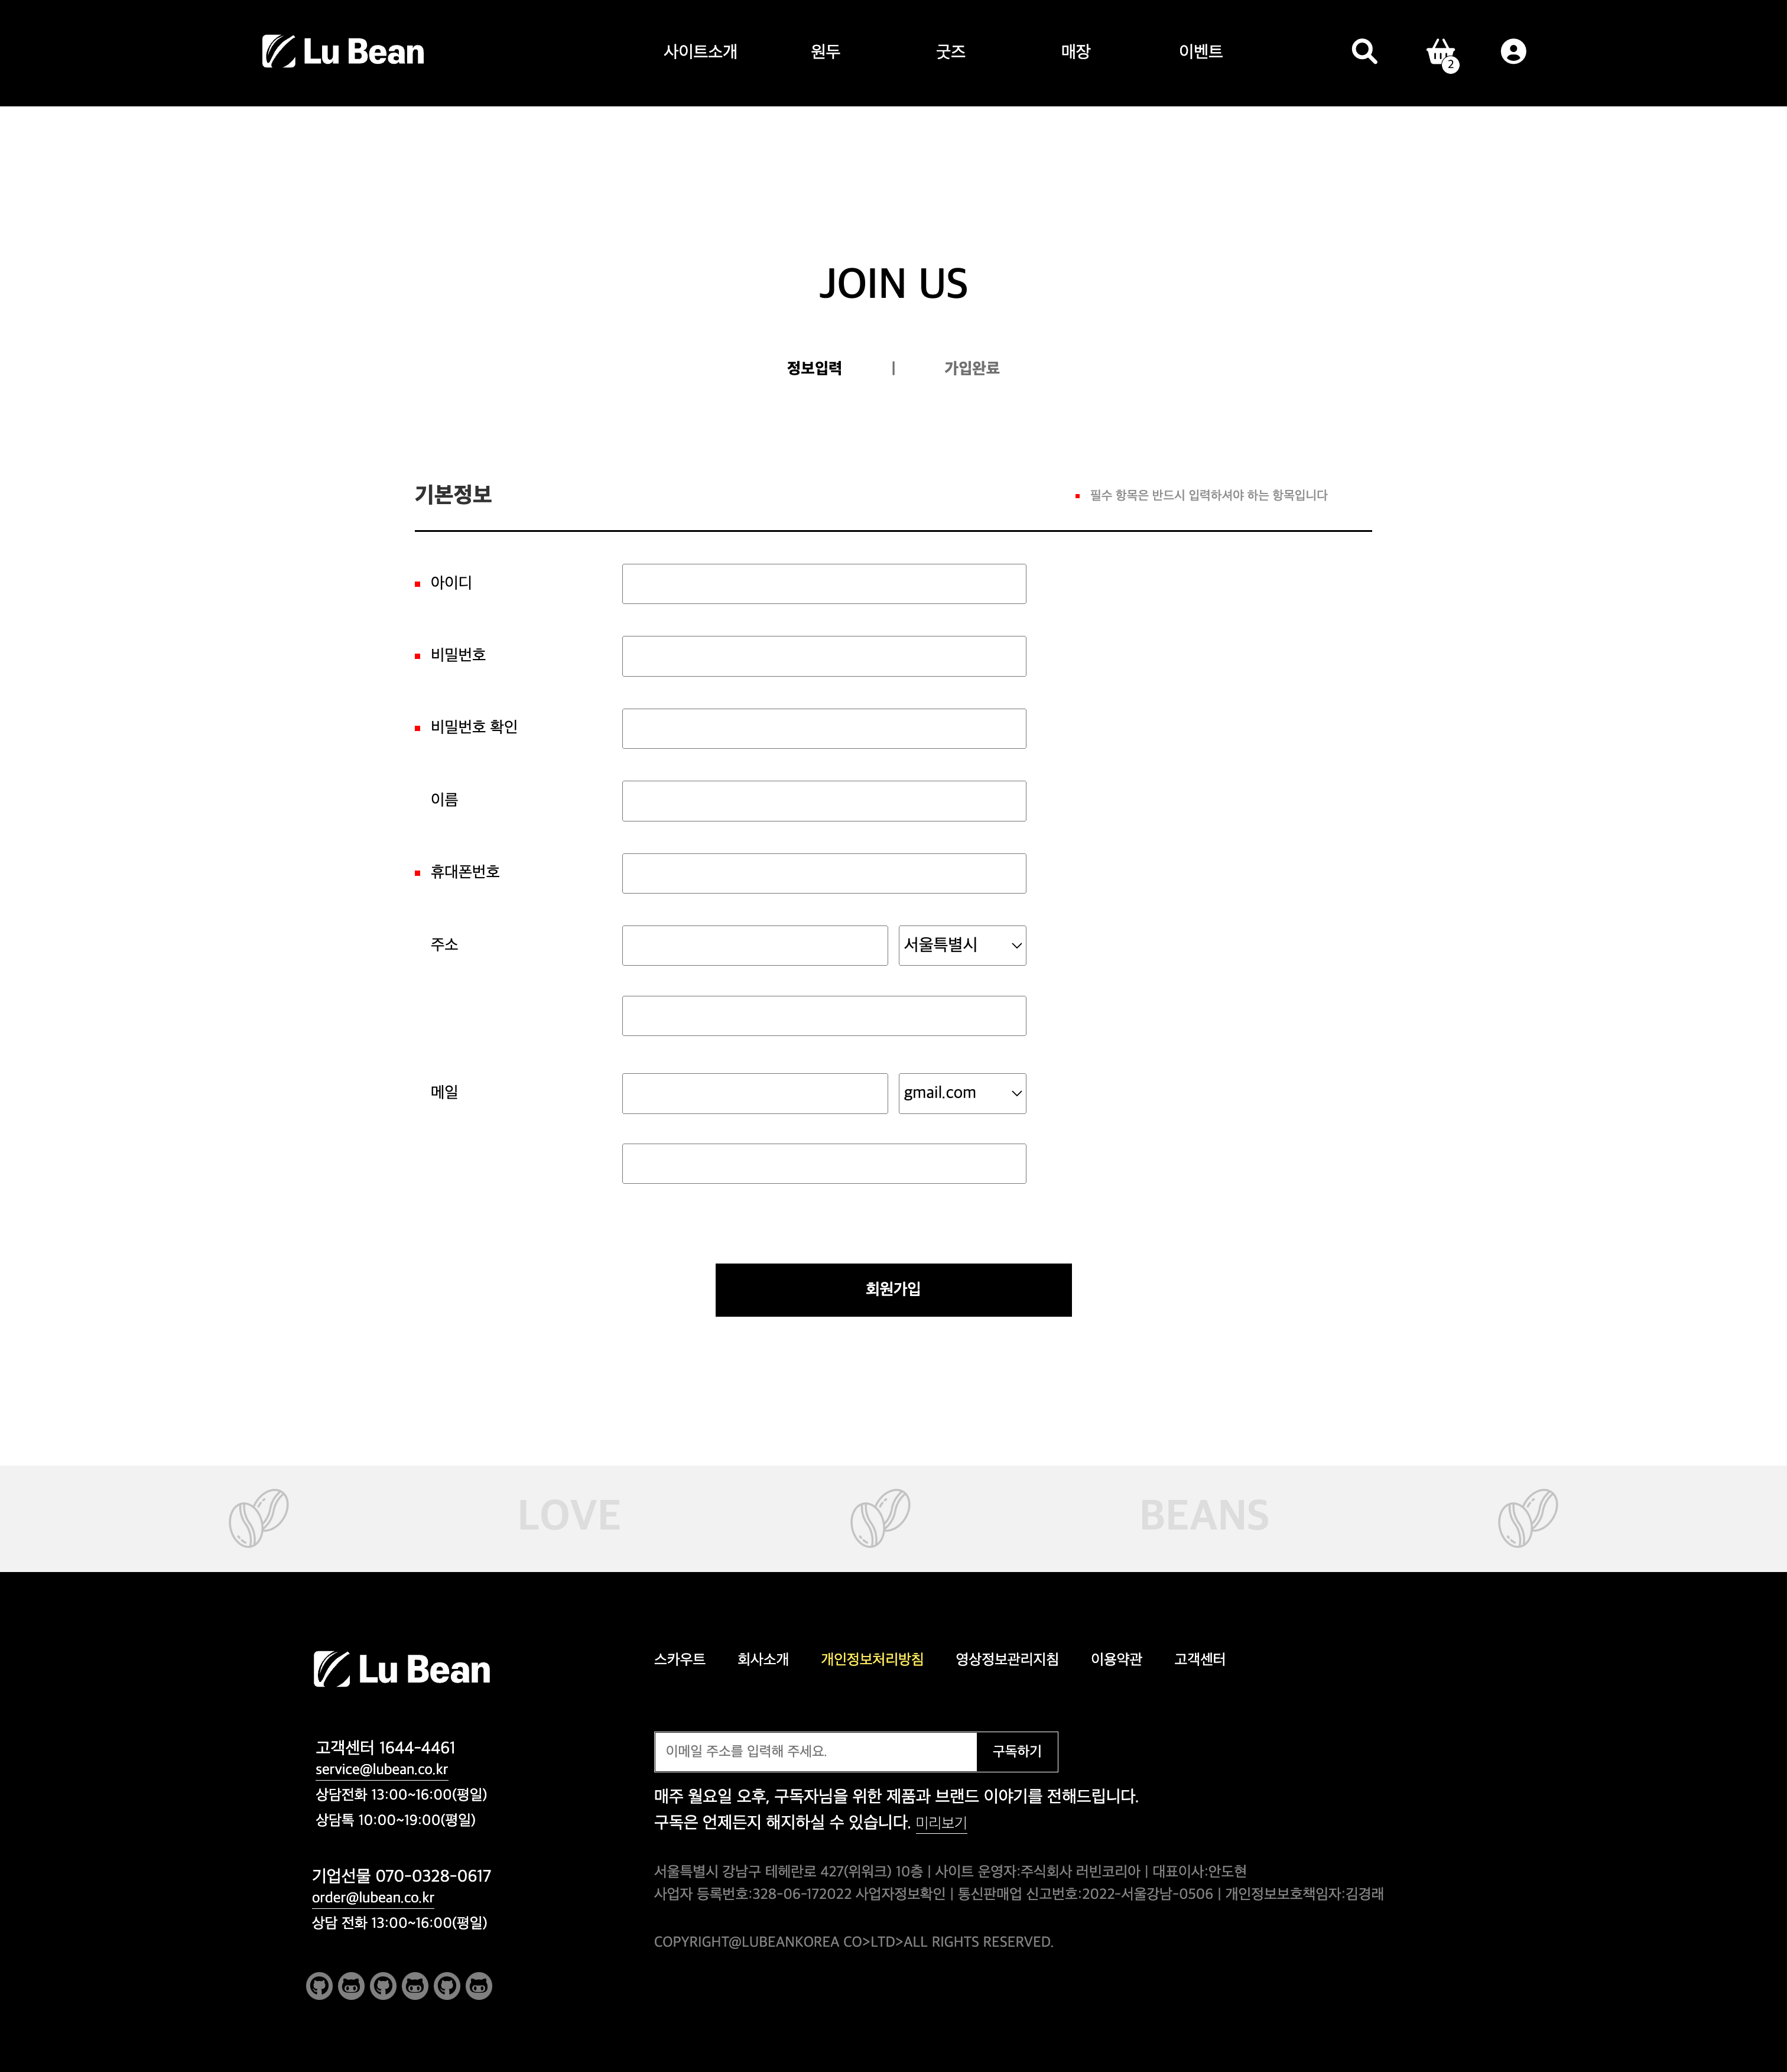 Lu Bean
사이트소개
원두
굿즈
매장
이벤트
2
JOIN US
정보입력 | 가입완료
기본정보
필수 항목은 반드시 입력하셔야 하는 항목입니다
아이디
비밀번호
비밀번호 확인
이름
휴대폰번호
주소
서울특별시
메일
gmail.com
회원가입
LOVE
BEANS
Lu Bean
고객센터 1644-4461
service@lubean.co.kr
상담전화 13:00~16:00(평일)
상담톡 10:00~19:00(평일)
기업선물 070-0328-0617
order@lubean.co.kr
상담 전화 13:00~16:00(평일)
스카우트
회사소개
개인정보처리방침
영상정보관리지침
이용약관
고객센터
이메일 주소를 입력해 주세요.
구독하기
매주 월요일 오후, 구독자님을 위한 제품과 브랜드 이야기를 전해드립니다.
구독은 언제든지 해지하실 수 있습니다. 미리보기
서울특별시 강남구 테헤란로 427(위워크) 10층 | 사이트 운영자:주식회사 러빈코리아 | 대표이사:안도현
사업자 등록번호:328-06-172022 사업자정보확인 | 통신판매업 신고번호:2022-서울강남-0506 | 개인정보보호책임자:김경래
COPYRIGHT@LUBEANKOREA CO>LTD>ALL RIGHTS RESERVED.